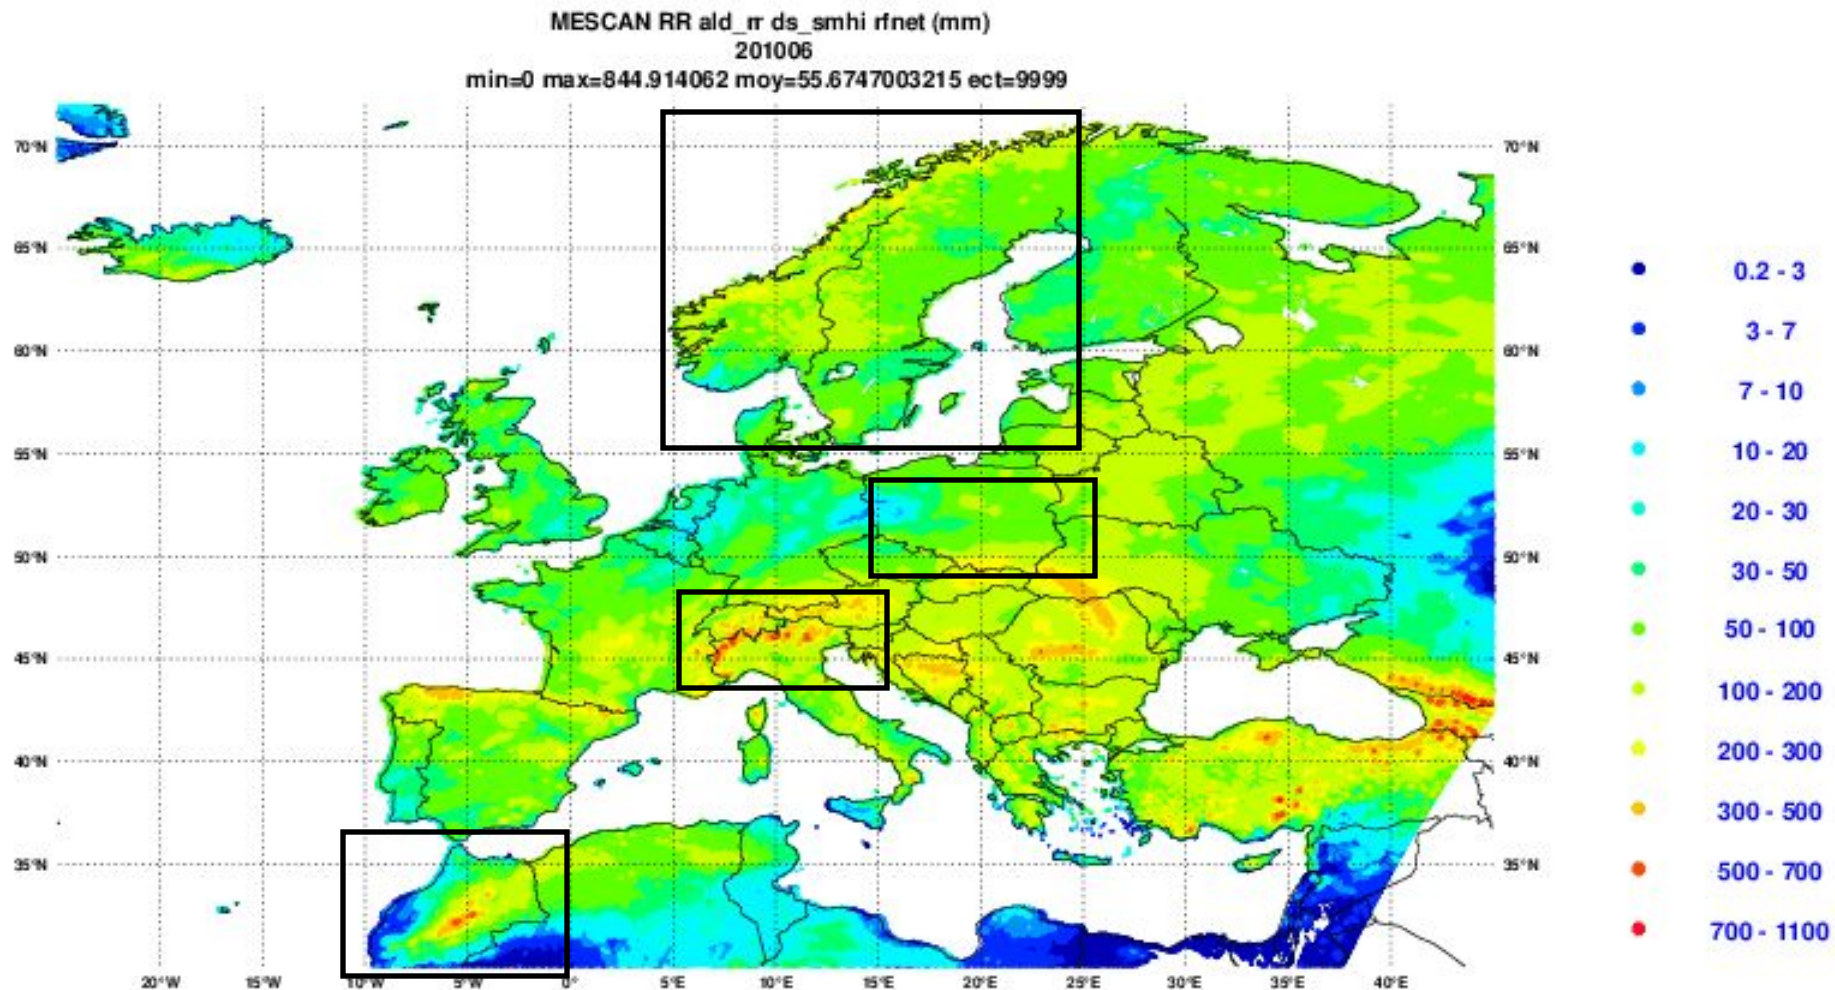 MESCAN RR ald_rr ds_smhi rfnet (mm)
201006
min=0 max=844.914062 moy=55.6747003215 ect=9999
70°N 70°N
65°N 65°N
60°N 60°N
55°N 55°N
50°N 50°N
45°N 45°N
40°N 40°N
35°N 35°N
20°W 15°W 10°W 5°W 0° 5°E 10°E 15°E 20°E 25°E 30°E 35°E 40°E
0.2 - 3
3 - 7
7 - 10
10 - 20
20 - 30
30 - 50
50 - 100
100 - 200
200 - 300
300 - 500
500 - 700
700 - 1100